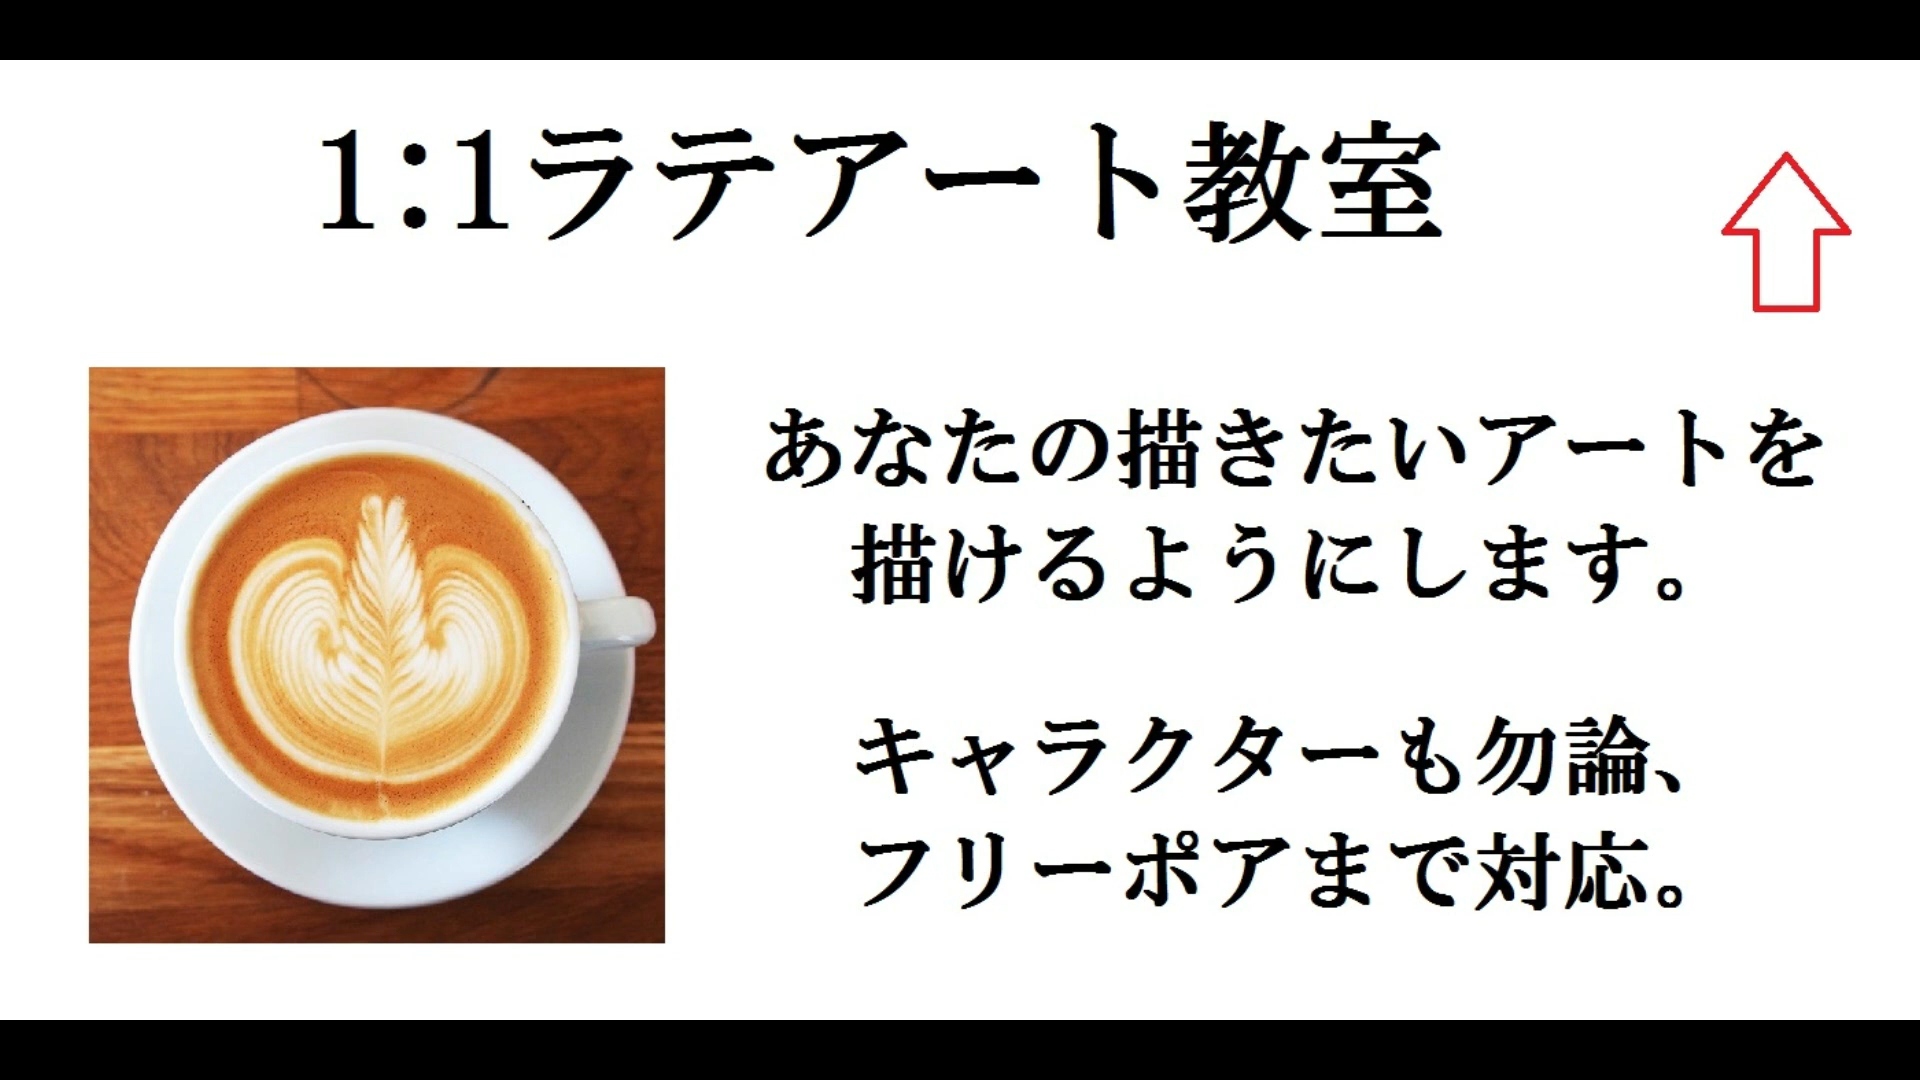 1:1ラテアート教室
あなたの描きたいアートを
描けるようにします。
キャラクターも勿論、
フリーポアまで対応。